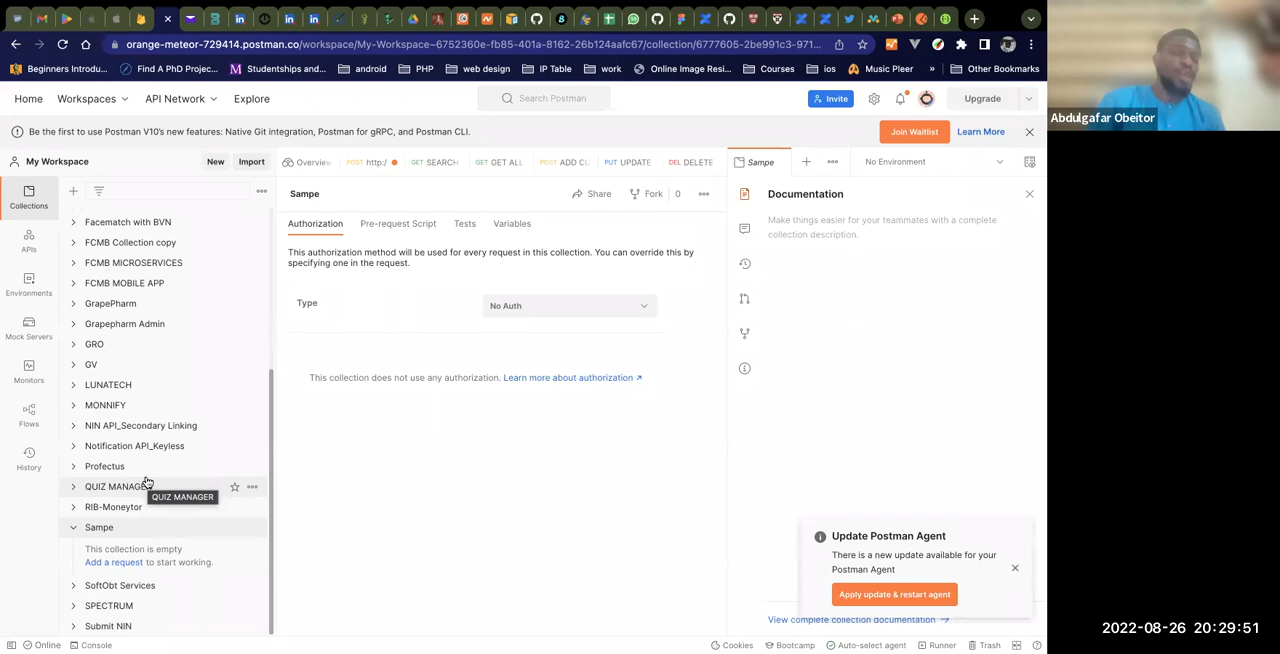 orange-meteor-729414.postman.co/workspace/My-Workspace~6752360e-fb85-401a-8162-26b124aafc67/collection/6777605-2be991c3-971...
Beginners Introdu... Find A PhD Projec... Studentships and... android PHP web design IP Table work Online Image Resi... Courses ios Music Pleer » Other Bookmarks
Home Workspaces API Network Explore Search Postman Invite Upgrade
Be the first to use Postman V10's new features: Native Git integration, Postman for gRPC, and Postman CLI. Join Waitlist Learn More
My Workspace New Import Overview POST http:/ GET SEARCH GET GET ALL POST ADD CU PUT UPDATE DEL DELETE Sampe No Environment
Collections
APIs
Environments
Mock Servers
Monitors
Flows
History
Facematch with BVN
FCMB Collection copy
FCMB MICROSERVICES
FCMB MOBILE APP
GrapePharm
Grapepharm Admin
GRO
GV
LUNATECH
MONNIFY
NIN API_Secondary Linking
Notification API_Keyless
Profectus
QUIZ MANAGER
QUIZ MANAGER
RIB-Moneytor
Sampe
This collection is empty
Add a request to start working.
SoftObt Services
SPECTRUM
Submit NIN
Sampe Share Fork 0
Authorization Pre-request Script Tests Variables
This authorization method will be used for every request in this collection. You can override this by
specifying one in the request.
Type No Auth
This collection does not use any authorization. Learn more about authorization ↗
Documentation
Make things easier for your teammates with a complete
collection description.
Update Postman Agent
There is a new update available for your
Postman Agent
Apply update & restart agent
View complete collection documentation →
Online Console Cookies Bootcamp Auto-select agent Runner Trash
Abdulgafar Obeitor
2022-08-26 20:29:51